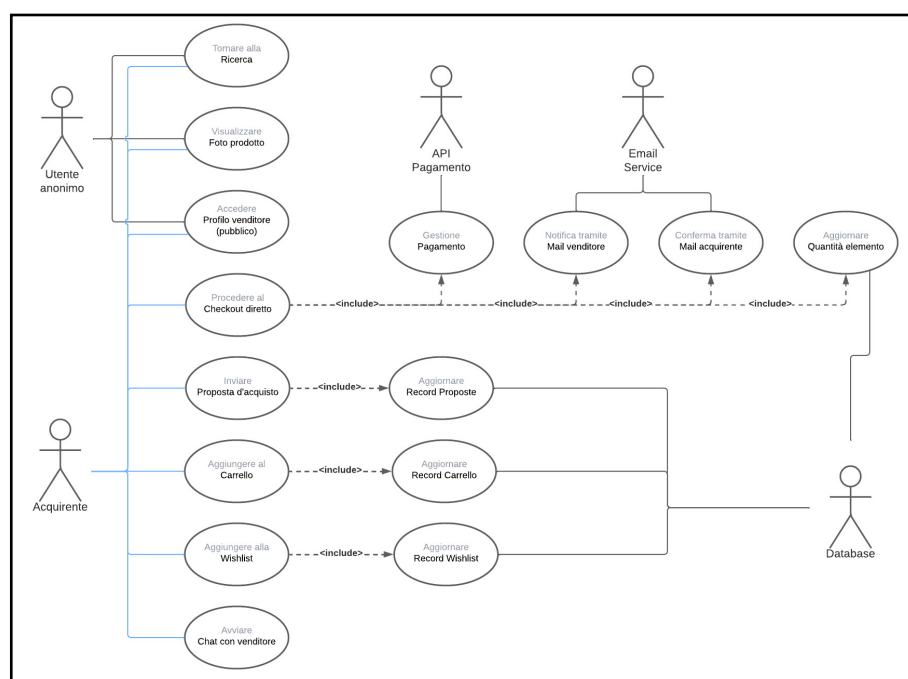 Tornare alla
Ricerca
Utente
anonimo
Visualizzare
Foto prodotto
API
Pagamento
Email
Service
Accedere
Profilo venditore
(pubblico)
Gestione
Pagamento
Notifica tramite
Mail venditore
Conferma tramite
Mail acquirente
Aggiornare
Quantità elemento
Procedere al
Checkout diretto
<include>
<include>
<include>
<include>
Inviare
Proposta d'acquisto
<include>
Aggiornare
Record Proposte
Acquirente
Aggiungere al
Carrello
<include>
Aggiornare
Record Carrello
Aggiungere alla
Wishlist
<include>
Aggiornare
Record Wishlist
Database
Avviare
Chat con venditore